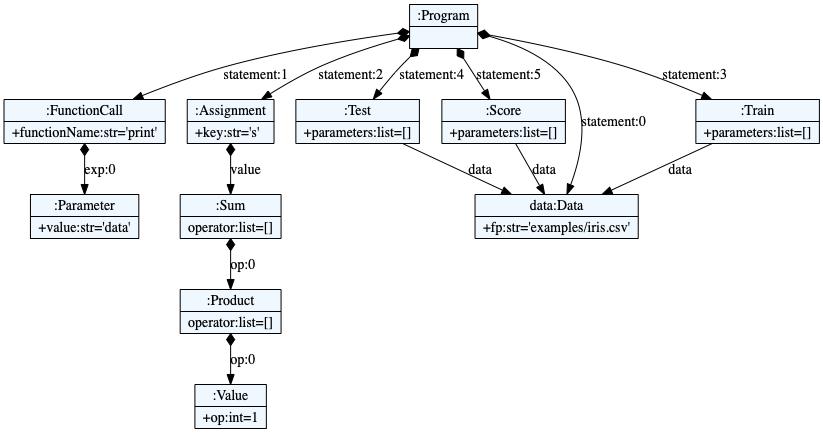 :Program
statement:1
statement:2
statement:4
statement:5
statement:3
:FunctionCall
+functionName:str='print'
:Assignment
+key:str='s'
:Test
+parameters:list=[]
:Score
+parameters:list=[]
statement:0
:Train
+parameters:list=[]
exp:0
value
data
data
data
:Parameter
+value:str='data'
:Sum
operator:list=[]
data:Data
+fp:str='examples/iris.csv'
op:0
:Product
operator:list=[]
op:0
:Value
+op:int=1